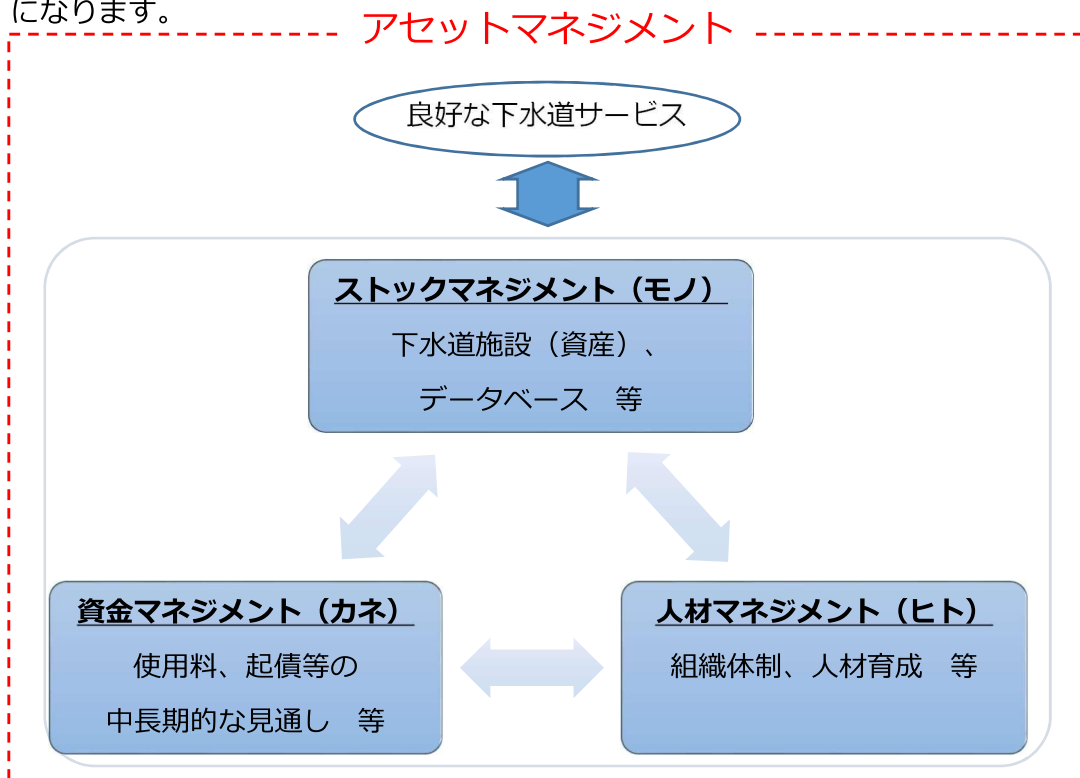 になります。
アセットマネジメント
良好な下水道サービス
ストックマネジメント（モノ）
下水道施設（資産）、
データベース　等
資金マネジメント（カネ）
使用料、起債等の
中長期的な見通し　等
人材マネジメント（ヒト）
組織体制、人材育成　等